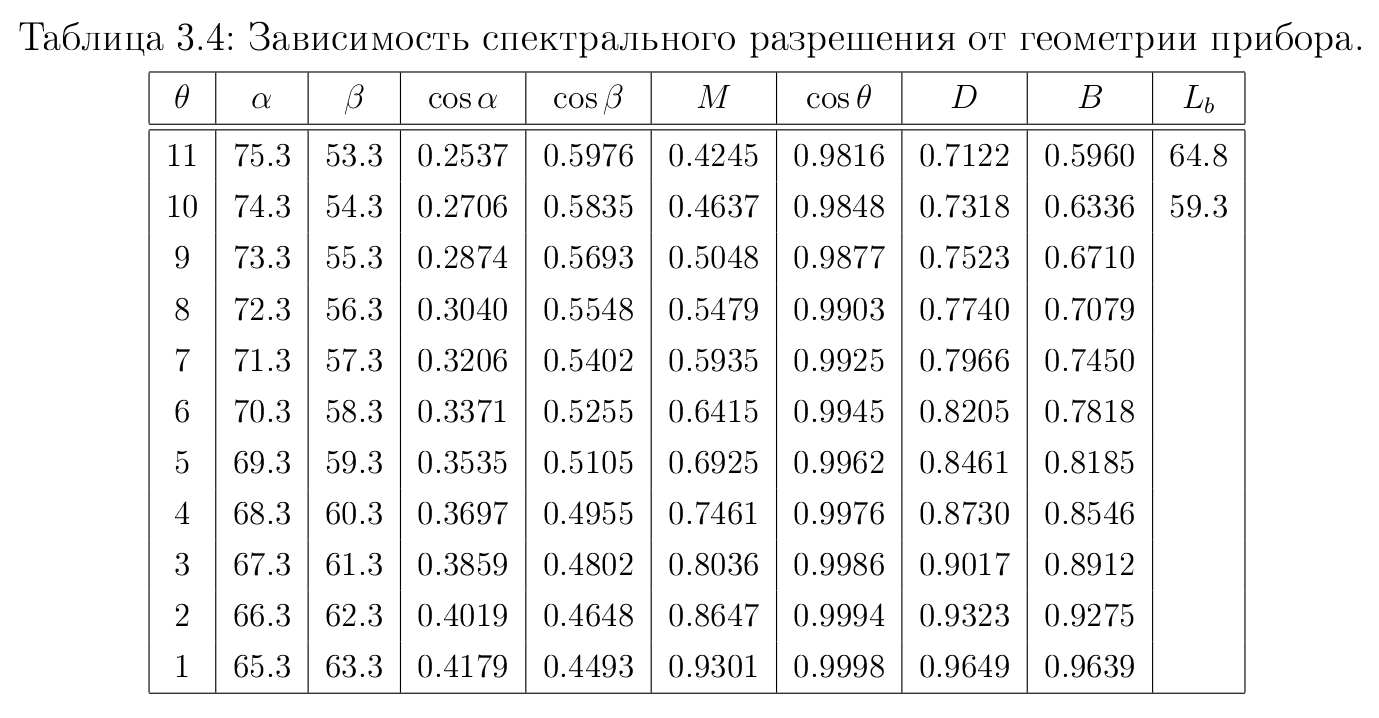 Таблица 3.4: Зависимость спектрального разрешения от геометрии прибора.
θ α β cos α cos β M cos θ D B L_b
11 75.3 53.3 0.2537 0.5976 0.4245 0.9816 0.7122 0.5960 64.8
10 74.3 54.3 0.2706 0.5835 0.4637 0.9848 0.7318 0.6336 59.3
9 73.3 55.3 0.2874 0.5693 0.5048 0.9877 0.7523 0.6710
8 72.3 56.3 0.3040 0.5548 0.5479 0.9903 0.7740 0.7079
7 71.3 57.3 0.3206 0.5402 0.5935 0.9925 0.7966 0.7450
6 70.3 58.3 0.3371 0.5255 0.6415 0.9945 0.8205 0.7818
5 69.3 59.3 0.3535 0.5105 0.6925 0.9962 0.8461 0.8185
4 68.3 60.3 0.3697 0.4955 0.7461 0.9976 0.8730 0.8546
3 67.3 61.3 0.3859 0.4802 0.8036 0.9986 0.9017 0.8912
2 66.3 62.3 0.4019 0.4648 0.8647 0.9994 0.9323 0.9275
1 65.3 63.3 0.4179 0.4493 0.9301 0.9998 0.9649 0.9639